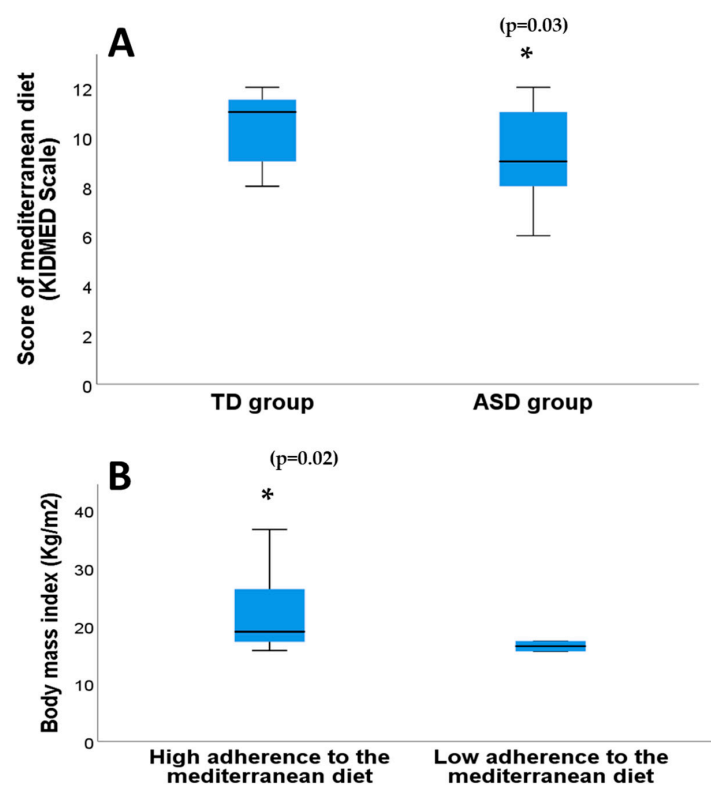 A
(p=0.03)
*
Score of mediterranean diet
(KIDMED Scale)
12
10
8
6
4
2
0
TD group
ASD group
B
(p=0.02)
*
Body mass index (Kg/m2)
40
30
20
10
0
High adherence to the
mediterranean diet
Low adherence to the
mediterranean diet